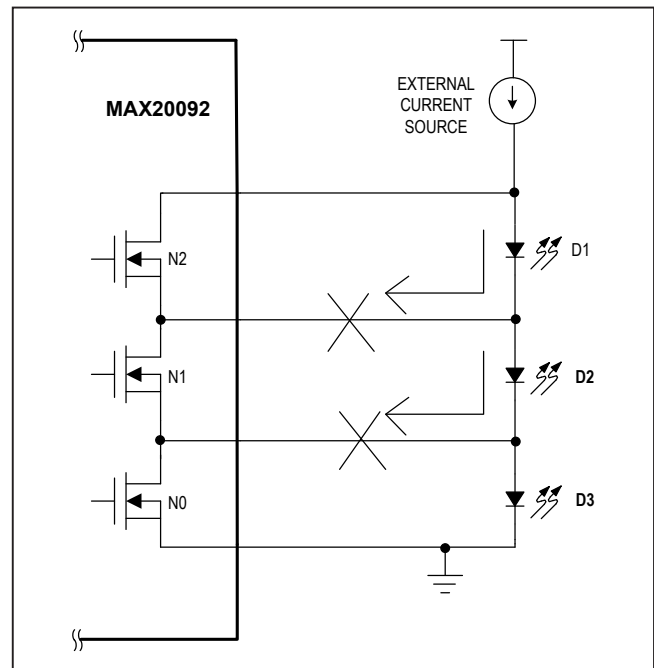 MAX20092
EXTERNAL
CURRENT
SOURCE
N2
D1
N1
D2
N0
D3